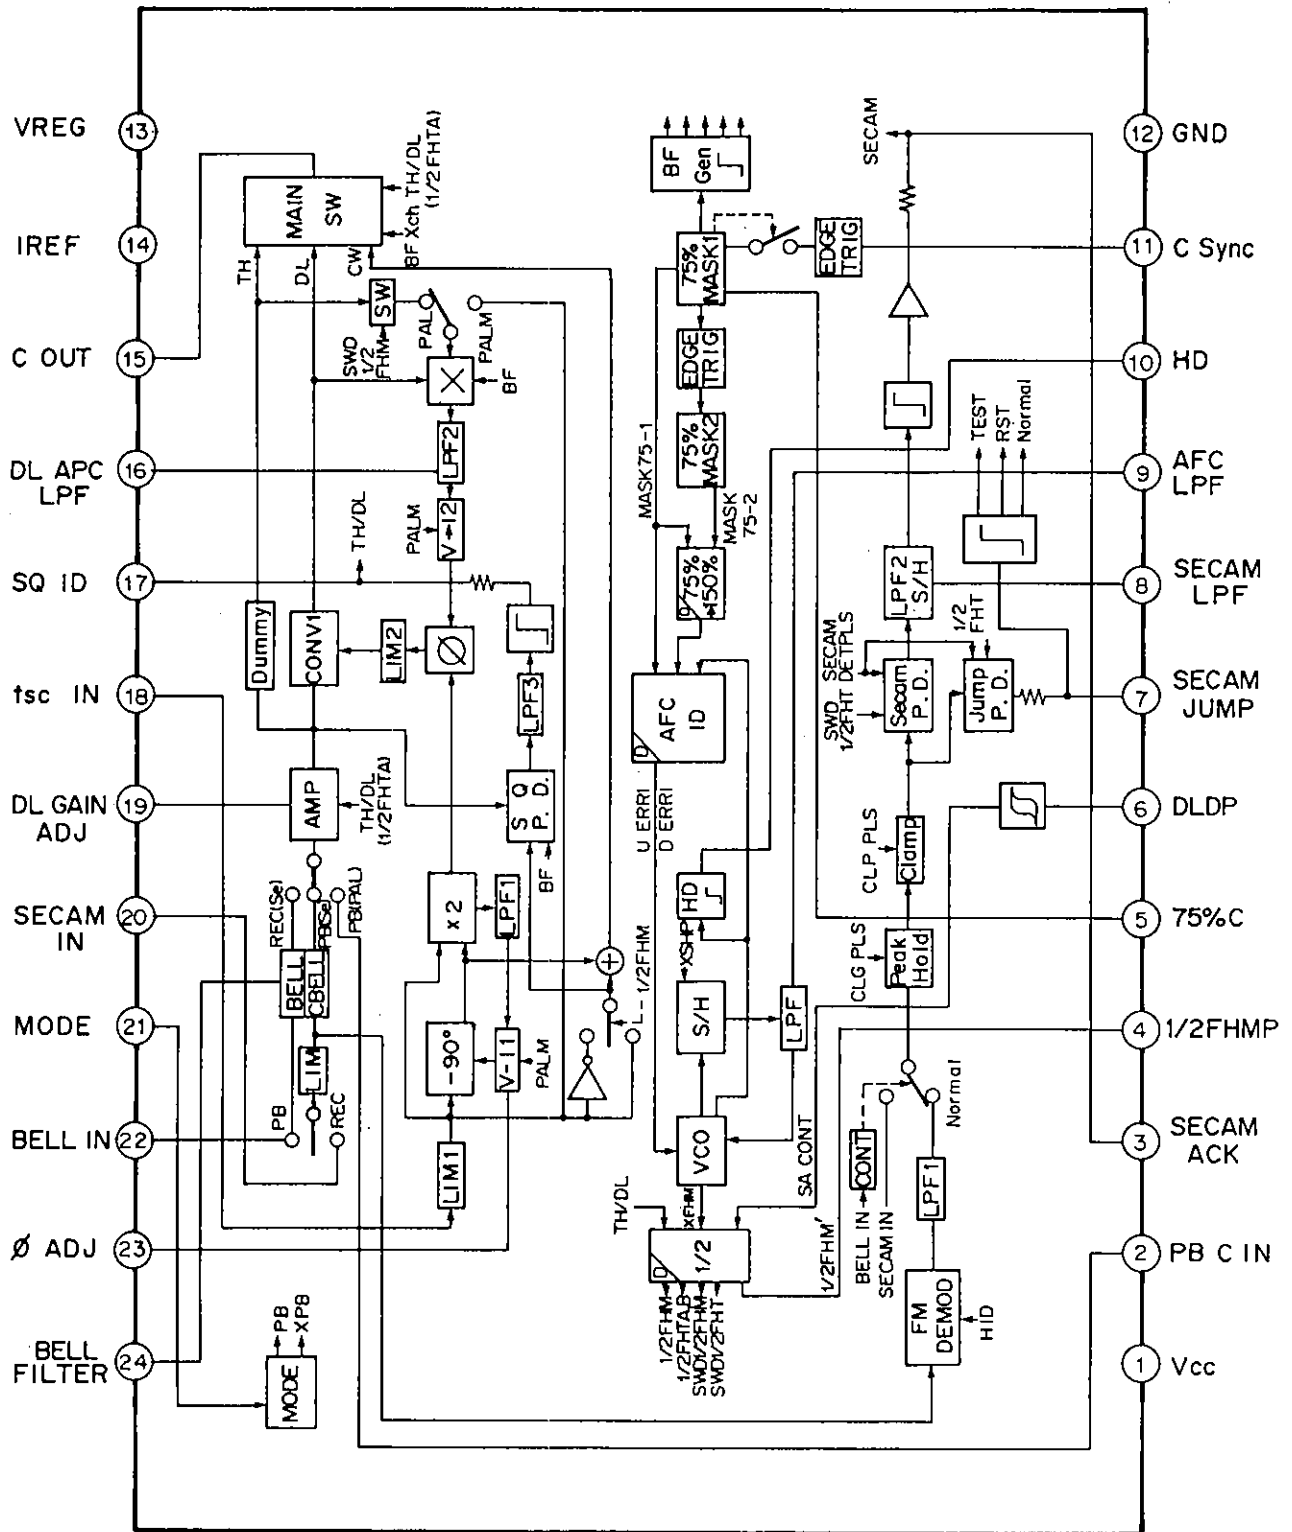 VREG
13
IREF
14
C OUT
15
DL APC
LPF
16
SQ ID
17
fsc IN
18
DL GAIN
ADJ
19
SECAM
IN
20
MODE
21
BELL IN
22
Ø ADJ
23
BELL
FILTER
24
GND
12
C Sync
11
HD
10
AFC
LPF
9
SECAM
LPF
8
SECAM
JUMP
7
DLDP
6
75%C
5
1/2FHMP
4
SECAM
ACK
3
PB C IN
2
Vcc
1
MAIN
SW
TH
DL
CW
BF Xch TH/DL
(1/2FHTA)
SW
SWD
1/2
FHM
PAL
PALM
X
BF
LPF2
V-I2
PALM
TH/DL
Dummy
CONV1
LIM2
Ø
LPF3
AMP
TH/DL
(1/2FHTA)
S Q
P. D.
BF
REC(Se)
PB(Se)
PB(PAL)
BELL
CBELL
LIM
PB
REC
x2
LPF1
-90°
V-I1
PALM
+
L-1/2FHM
LIM1
MODE
PB
XPB
BF
Gen
75%
MASK1
EDGE
TRIG
EDGE
TRIG
75%
MASK2
MASK75-1
MASK
75-2
D
75%
150%
AFC
ID
D
U ERRI
D ERRI
HD
XSHP
S/H
LPF
VCO
SA CONT
TH/DL
XFHM
D
1/2
1/2FHM
1/2FHTAB
SWD1/2FHM
SWD1/2FHT
1/2FHM'
SECAM
TEST
RST
Normal
LPF2
S/H
SECAM
DETPLS
SWD
1/2FHT
Secam
P. D.
1/2
FHT
Jump
P.D.
CLP PLS
Clamp
CLG PLS
Peak
Hold
Normal
CONT
BELL IN
SECAM IN
LPF1
FM
DEMOD
HID